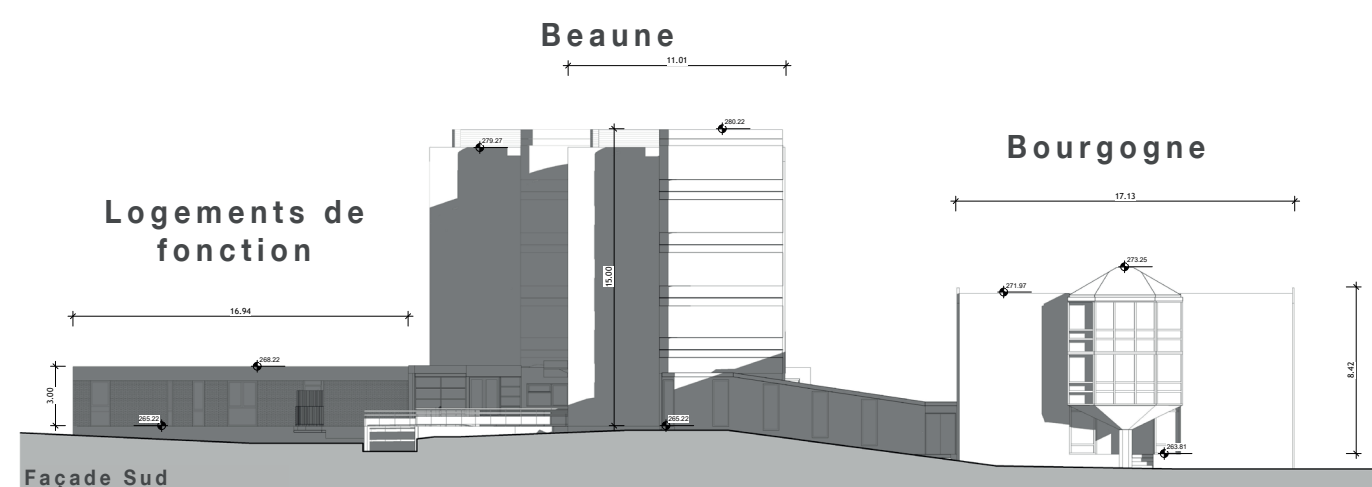 Beaune
11.01
280.22
279.27
Bourgogne
17.13
Logements de
fonction
15.00
273.25
271.97
16.94
268.22
8.42
3.00
265.22
265.22
263.81
Façade Sud